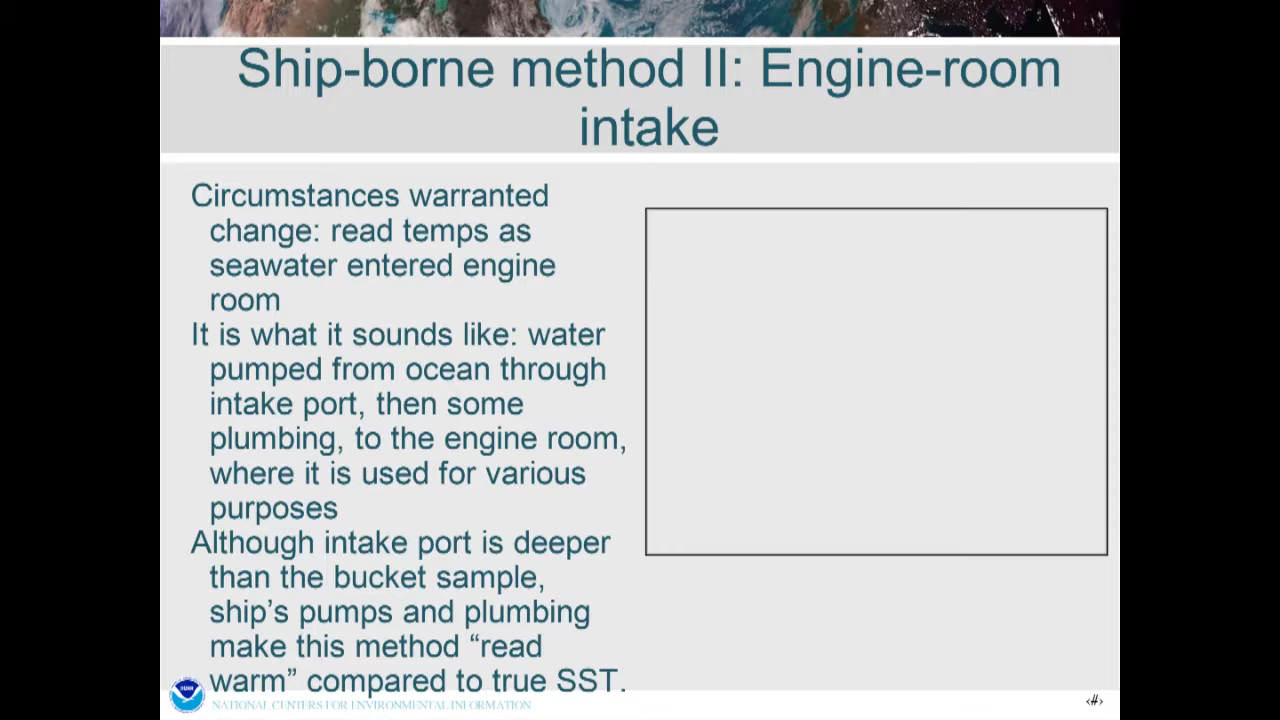 Ship-borne method II: Engine-room
intake
Circumstances warranted
change: read temps as
seawater entered engine
room
It is what it sounds like: water
pumped from ocean through
intake port, then some
plumbing, to the engine room,
where it is used for various
purposes
Although intake port is deeper
than the bucket sample,
ship’s pumps and plumbing
make this method “read
warm” compared to true SST.
NOAA
NATIONAL CENTERS FOR ENVIRONMENTAL INFORMATION
‹#›